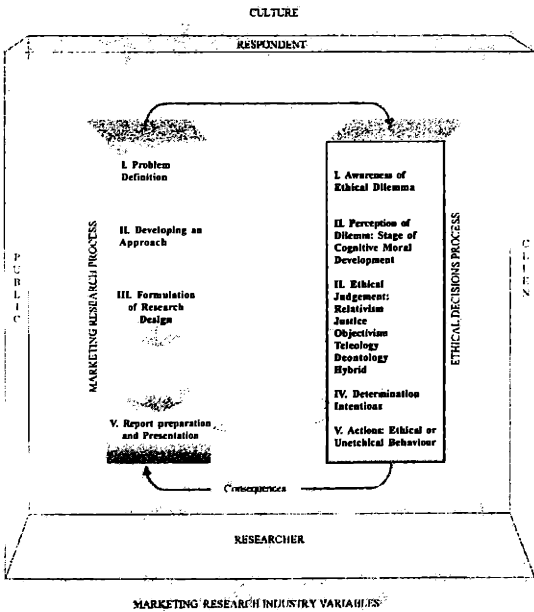 CULTURE
RESPONDENT
PUBLIC
MARKETING RESEARCH PROCESS
I. Problem
Definition
II. Developing an
Approach
III. Formulation
of Research
Design
V. Report preparation
and Presentation
I. Awareness of
Ethical Dilemma
II. Perception of
Dilemma: Stage of
Cognitive Moral
Development
II. Ethical
Judgement:
Relativism
Justice
Objectivism
Teleology
Deontology
Hybrid
IV. Determination
Intentions
V. Actions: Ethical or
Unetchical Behaviour
ETHICAL DECISIONS PROCESS
Consequences
RESEARCHER
MARKETING RESEARCH INDUSTRY VARIABLES